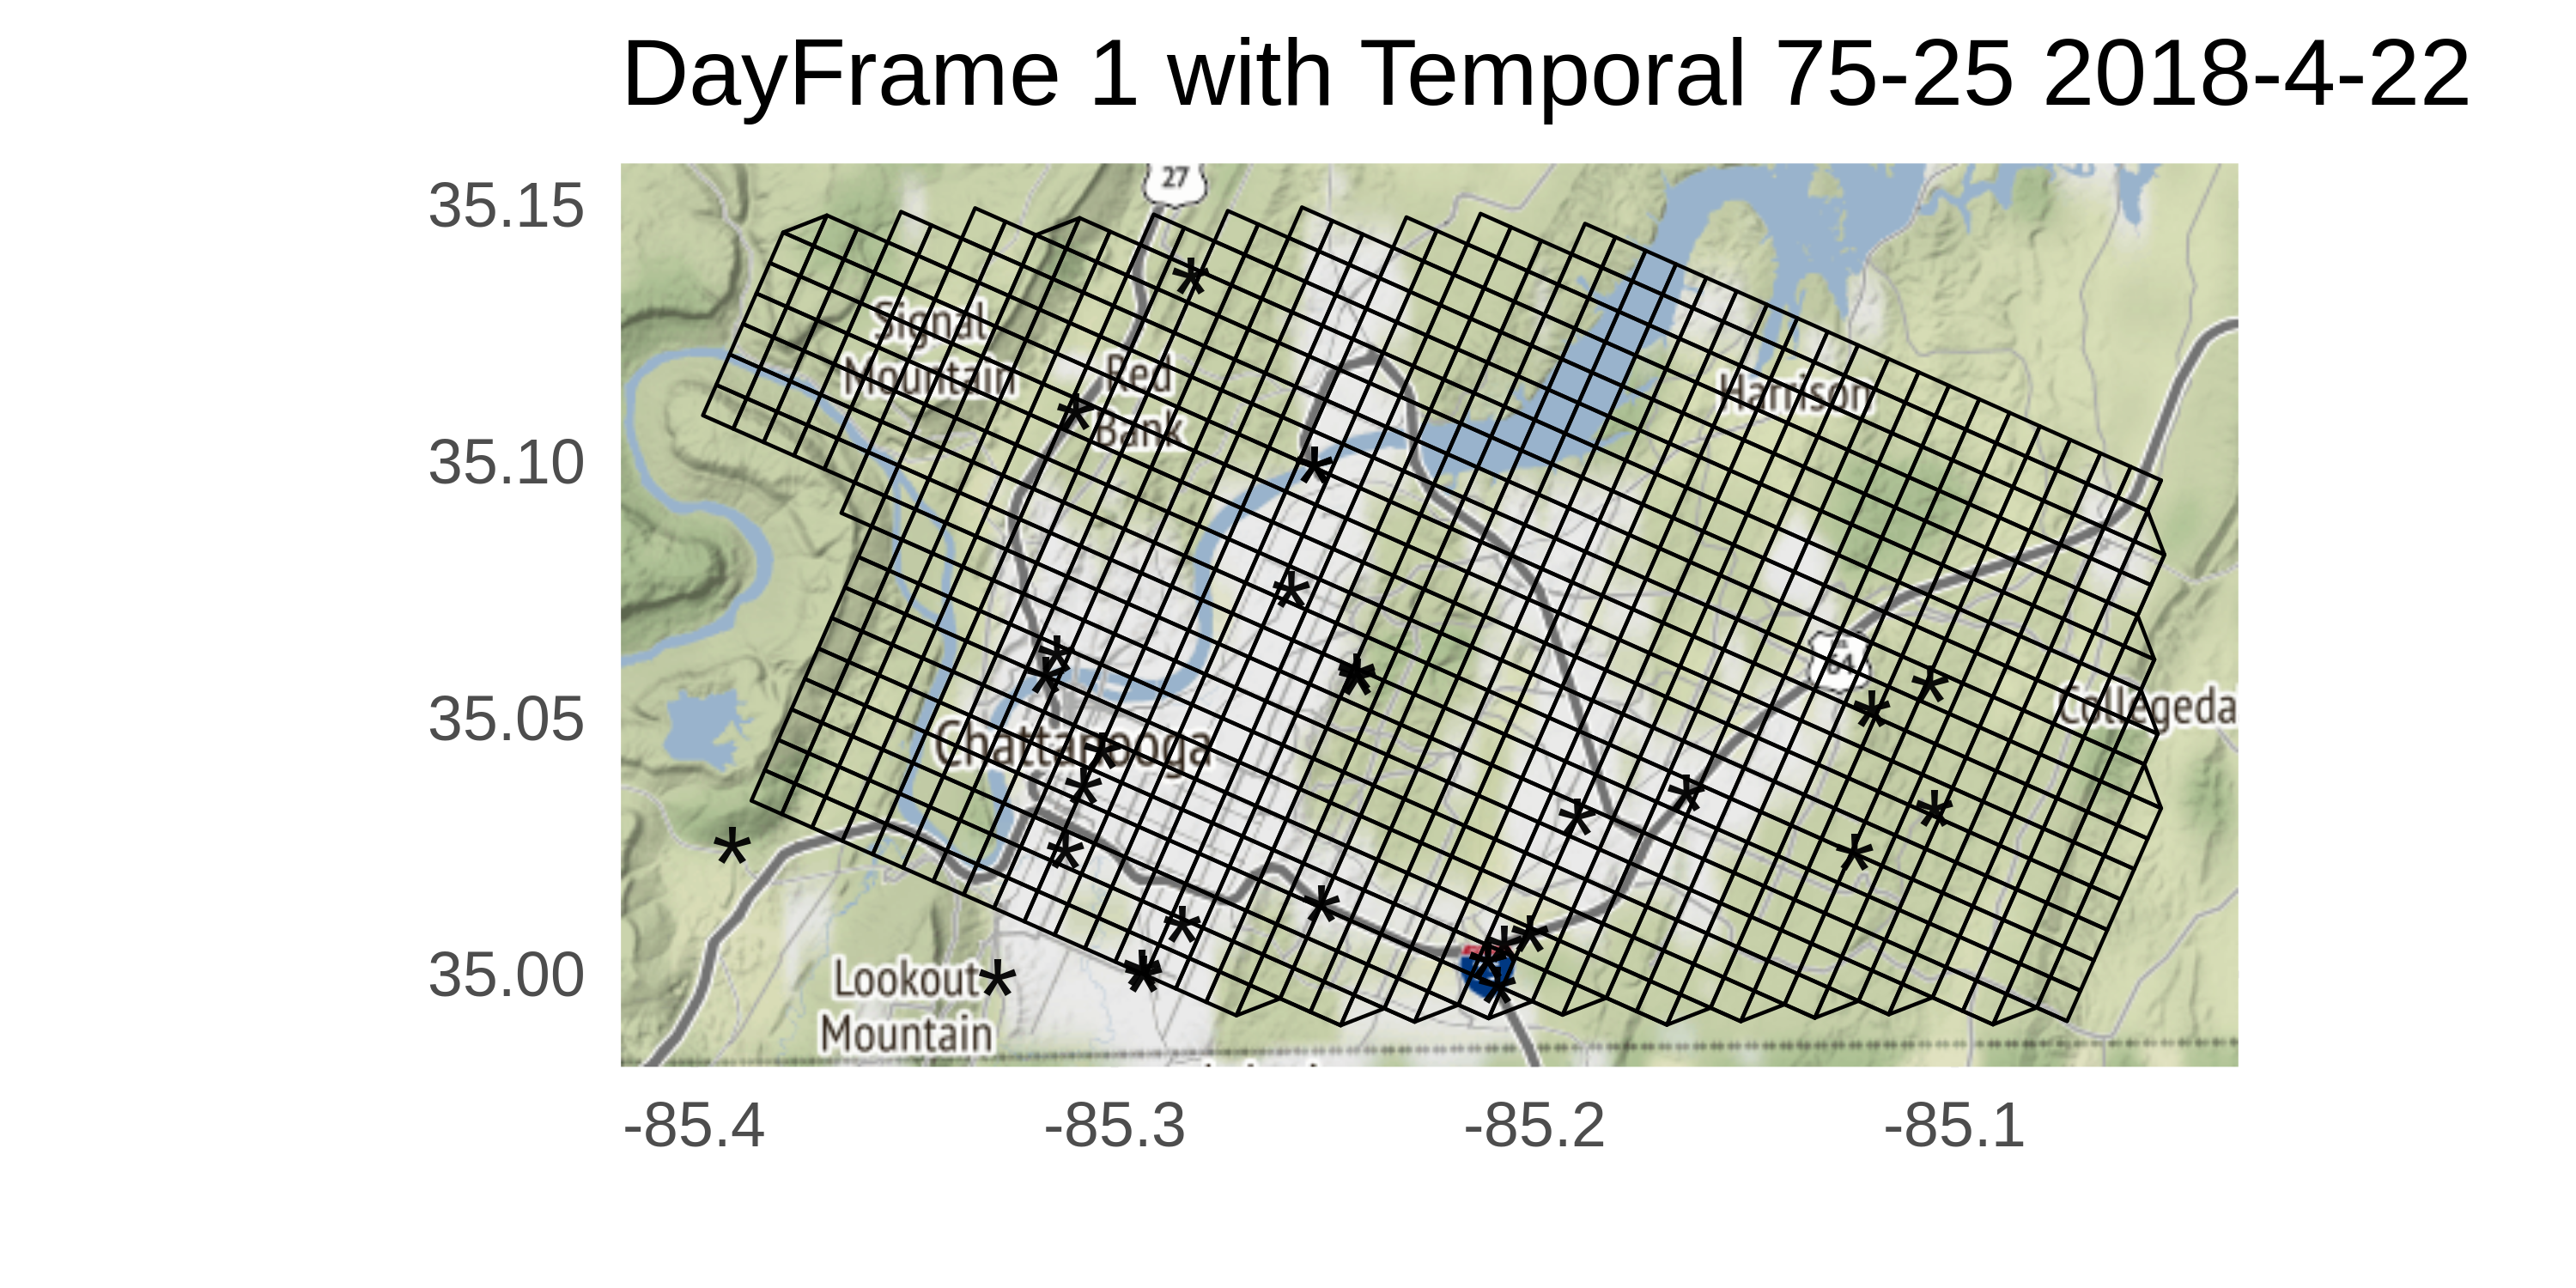 DayFrame 1 with Temporal 75-25 2018-4-22
35.15
35.10
35.05
35.00
27
Signal
Mountain
Red
Bank
Harrison
64
Collegeda
Chattanooga
Lookout
Mountain
-85.4
-85.3
-85.2
-85.1